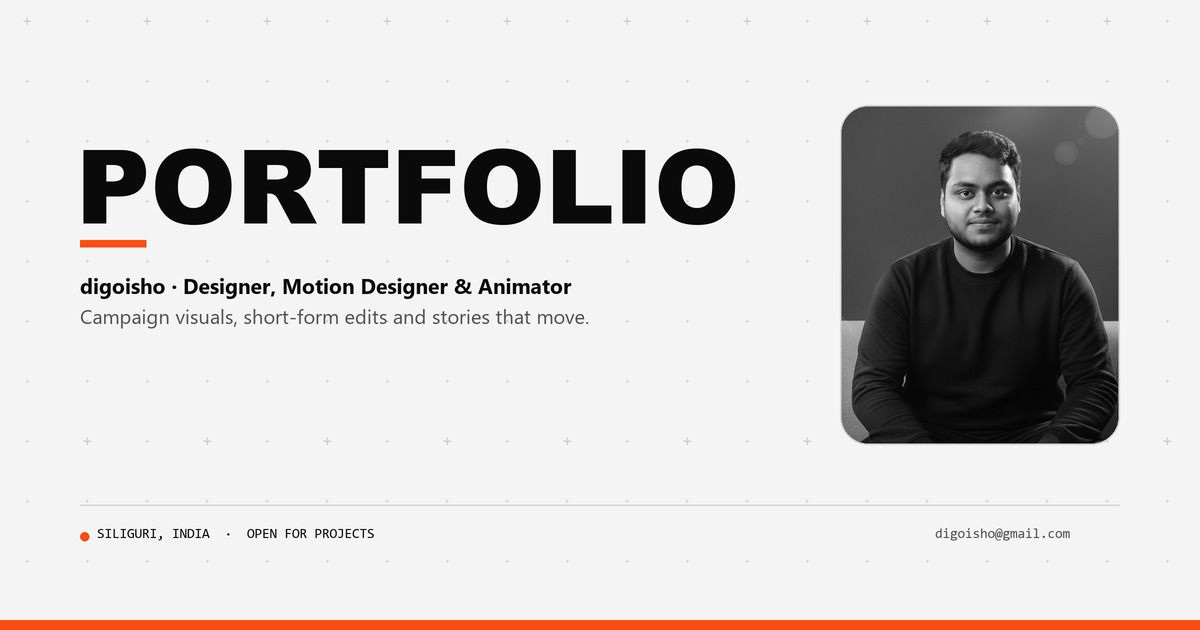 PORTFOLIO
digoisho · Designer, Motion Designer & Animator
Campaign visuals, short-form edits and stories that move.
SILIGURI, INDIA · OPEN FOR PROJECTS
digoisho@gmail.com